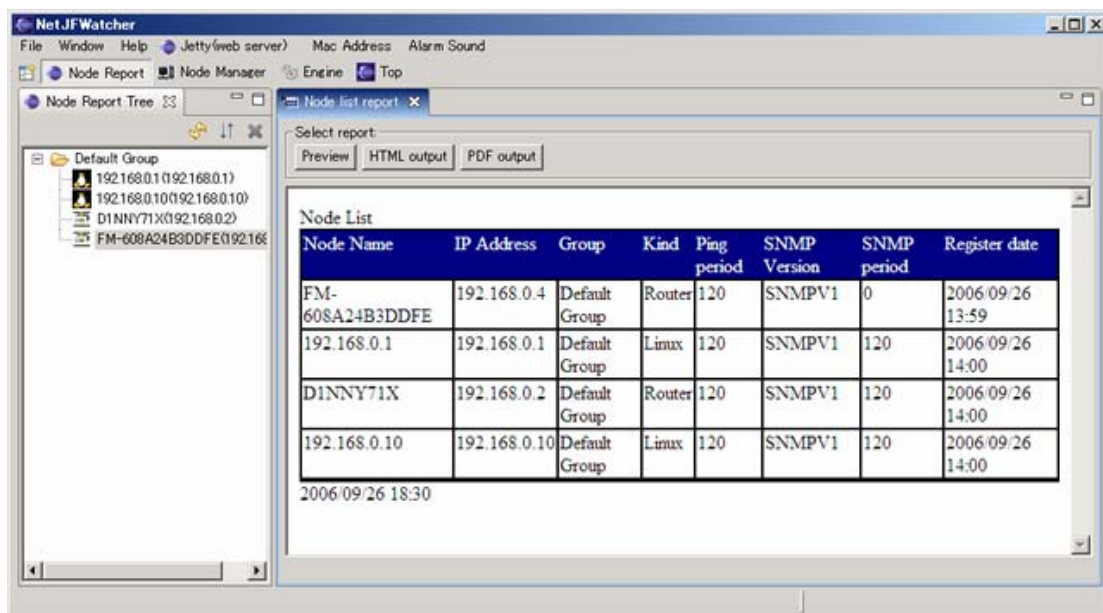 NetJFWatcher
File Window Help Jetty(web server) Mac Address Alarm Sound
Node Report Node Manager Engine Top
Node Report Tree
Default Group
192.168.0.1(192.168.0.1)
192.168.0.10(192.168.0.10)
D1NNY71X(192.168.0.2)
FM-608A24B3DDFE(192.168
Node list report
Select report:
Preview HTML output PDF output
Node List
Node Name IP Address Group Kind Ping period SNMP Version SNMP period Register date
FM-608A24B3DDFE 192.168.0.4 Default Group Router 120 SNMPV1 0 2006/09/26 13:59
192.168.0.1 192.168.0.1 Default Group Linux 120 SNMPV1 120 2006/09/26 14:00
D1NNY71X 192.168.0.2 Default Group Router 120 SNMPV1 120 2006/09/26 14:00
192.168.0.10 192.168.0.10 Default Group Linux 120 SNMPV1 120 2006/09/26 14:00
2006/09/26 18:30